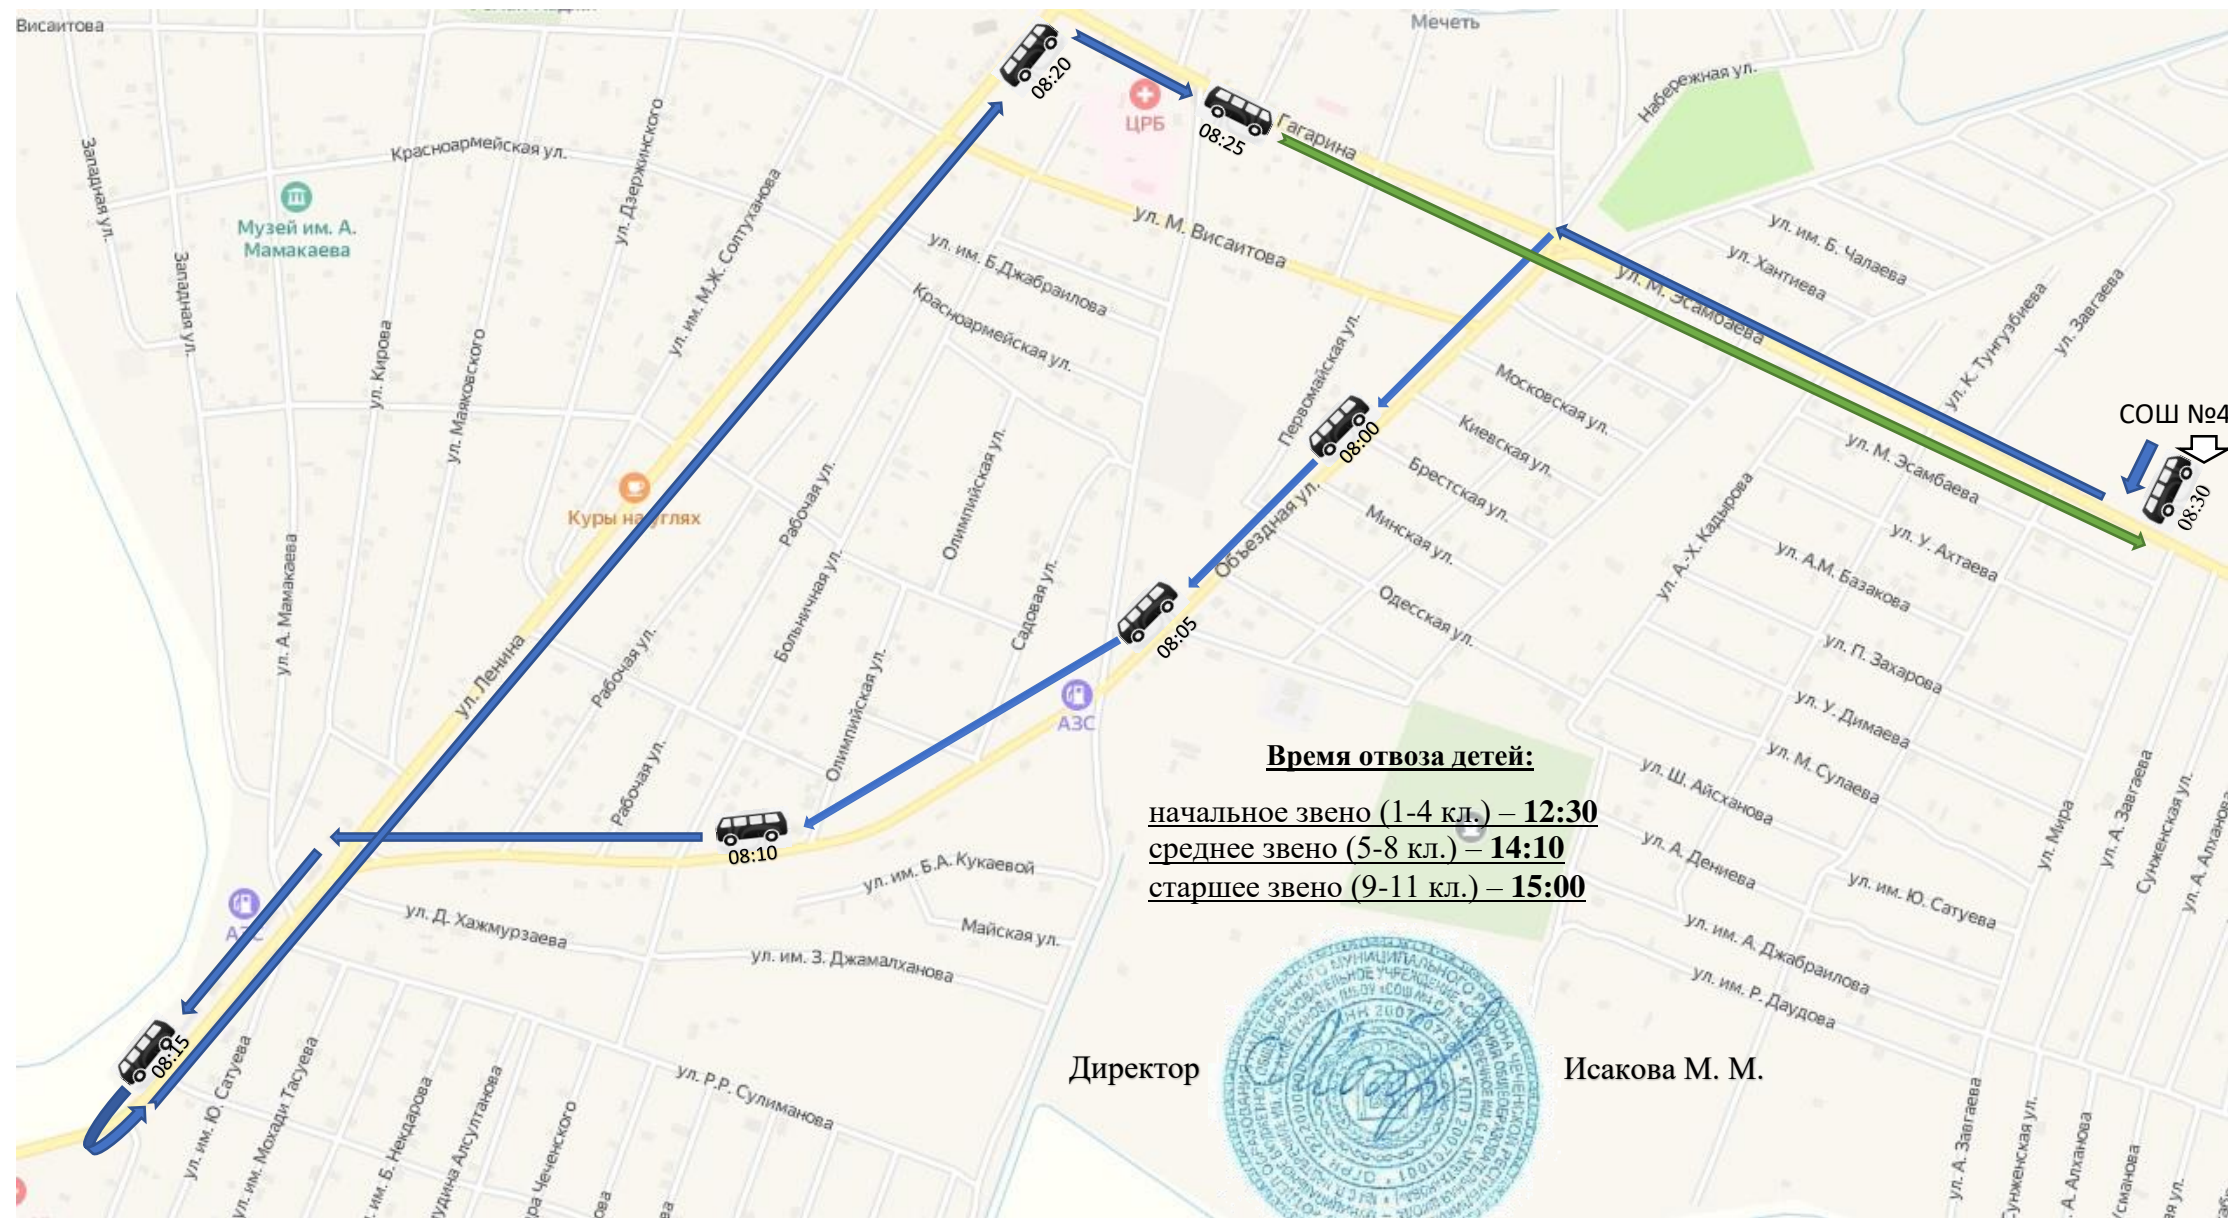 Висаитова
Мечеть
08:20
Набережная ул.
ЦРБ
08:25
Гагарина
Западная ул.
Красноармейская ул.
ул. Дзержинского
Музей им. А.
Мамакаева
ул. им. М.Ж. Солтуханова
ул. М. Висаитова
ул. им. Б. Чалаева
ул. Хантиева
ул. им. Б.Джабраилова
ул. М. Эсамбаева
Западная ул.
Красноармейская ул.
ул. К. Тунгузбиева
ул. Завгаева
ул. Кирова
ул. Маяковского
Первомайская ул.
Московская ул.
СОШ №4
08:00
Киевская ул.
ул. М. Эсамбаева
08:30
Куры на углях
Рабочая ул.
Олимпийская ул.
Брестская ул.
Объездная ул.
Минская ул.
ул. А.-Х. Кадырова
ул. У. Ахтаева
ул. А.М. Базакова
ул. А. Мамакаева
Больничная ул.
Садовая ул.
08:05
Одесская ул.
ул. Ленина
Рабочая ул.
ул. П. Захарова
Олимпийская ул.
АЗС
ул. У. Димаева
Рабочая ул.
Время отвоза детей:
ул. М. Сулаева
ул. Ш. Айсханова
начальное звено (1-4 кл.) – 12:30
среднее звено (5-8 кл.) – 14:10
старшее звено (9-11 кл.) – 15:00
ул. Мира
ул. А. Завгаева
Сунженская ул.
ул. А. Алханова
08:10
ул. им. Б.А. Кукаевой
ул. А. Дениева
ул. им. Ю. Сатуева
АЗС
ул. Д. Хажмурзаева
Майская ул.
ул. им. З. Джамалханова
ул. им. А. Джабраилова
ул. им. Р. Даудова
08:15
ул. им. Ю. Сатуева
ул. им. Мохади Тасуева
ул. Р.Р. Сулиманова
Директор
Исакова М. М.
им. Б. Некдарова
ул. А. Завгаева
Сунженская ул.
А. Алханова